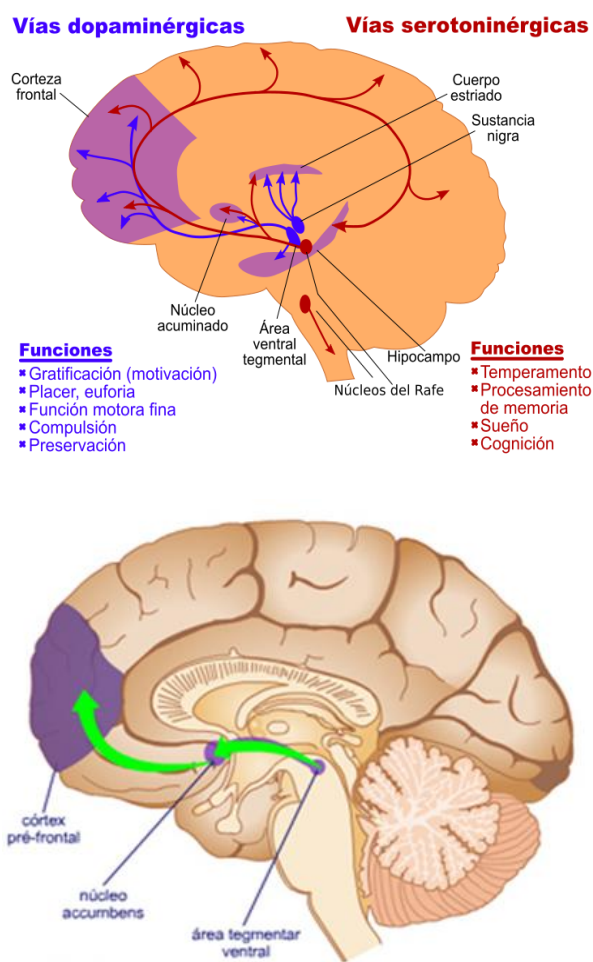 Vías dopaminérgicas
Vías serotoninérgicas
Corteza
frontal
Cuerpo
estriado
Sustancia
nigra
Núcleo
acuminado
Área
ventral
tegmental
Hipocampo
Núcleos del Rafe
Funciones
Gratificación (motivación)
Placer, euforia
Función motora fina
Compulsión
Preservación
Funciones
Temperamento
Procesamiento
de memoria
Sueño
Cognición
córtex
pré-frontal
núcleo
accumbens
área tegmentar
ventral